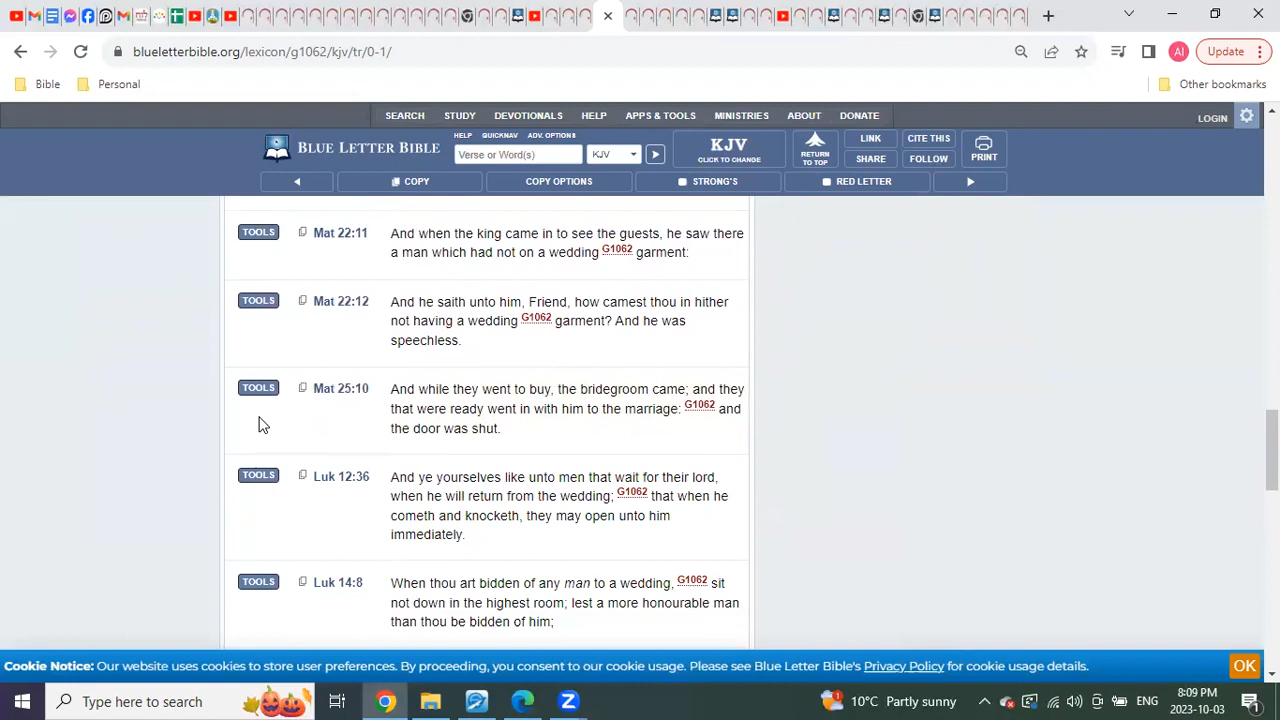 blueletterbible.org/lexicon/g1062/kjv/tr/0-1/
AI
Update
Bible
Personal
Other bookmarks
SEARCH STUDY DEVOTIONALS HELP APPS & TOOLS MINISTRIES ABOUT DONATE
LOGIN
BLUE LETTER BIBLE
HELP QUICKNAV ADV. OPTIONS
Verse or Word(s)
KJV
KJV
CLICK TO CHANGE
RETURN
TO TOP
LINK
CITE THIS
SHARE
FOLLOW
PRINT
COPY
COPY OPTIONS
STRONG'S
RED LETTER
TOOLS Mat 22:11 And when the king came in to see the guests, he saw there
a man which had not on a wedding G1062 garment:
TOOLS Mat 22:12 And he saith unto him, Friend, how camest thou in hither
not having a wedding G1062 garment? And he was
speechless.
TOOLS Mat 25:10 And while they went to buy, the bridegroom came; and they
that were ready went in with him to the marriage: G1062 and
the door was shut.
TOOLS Luk 12:36 And ye yourselves like unto men that wait for their lord,
when he will return from the wedding; G1062 that when he
cometh and knocketh, they may open unto him
immediately.
TOOLS Luk 14:8 When thou art bidden of any man to a wedding, G1062 sit
not down in the highest room; lest a more honourable man
than thou be bidden of him;
Cookie Notice: Our website uses cookies to store user preferences. By proceeding, you consent to our cookie usage. Please see Blue Letter Bible's Privacy Policy for cookie usage details.
OK
Type here to search
10°C Partly sunny
ENG
8:09 PM
2023-10-03